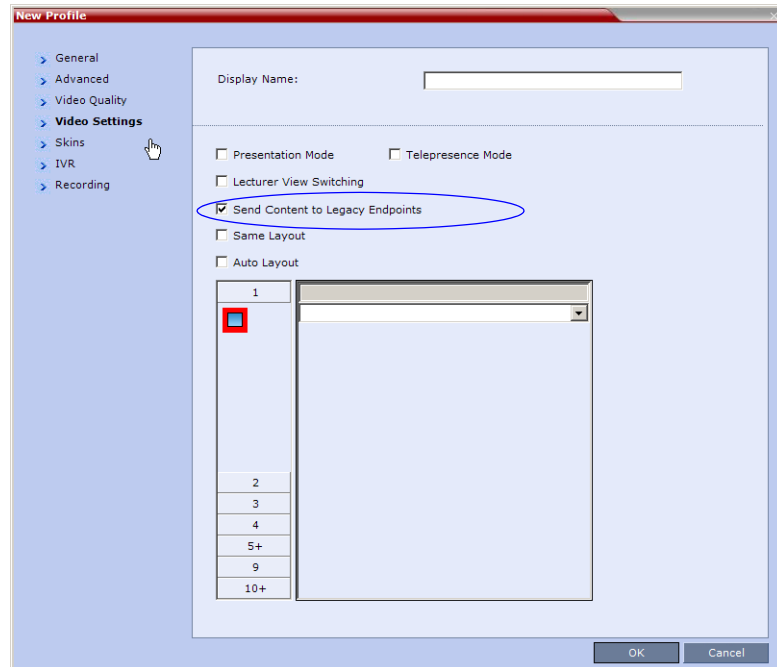 New Profile
General
Advanced
Video Quality
Video Settings
Skins
IVR
Recording
Display Name:
Presentation Mode Telepresence Mode
Lecturer View Switching
Send Content to Legacy Endpoints
Same Layout
Auto Layout
1
2
3
4
5+
9
10+
OK Cancel